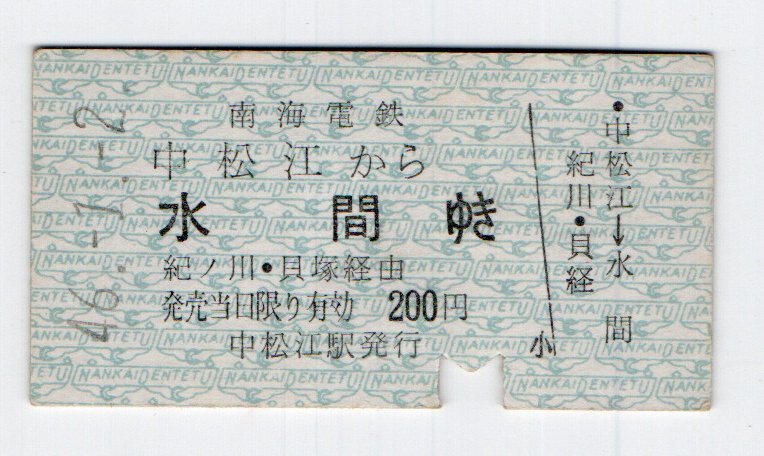 46.-1.-2
南海電鉄
中松江から
水間ゆき
紀ノ川・貝塚経由
発売当日限り有効 200円
中松江駅発行
小
・中松江→水間
紀川・貝経
NANKAIDENTETU